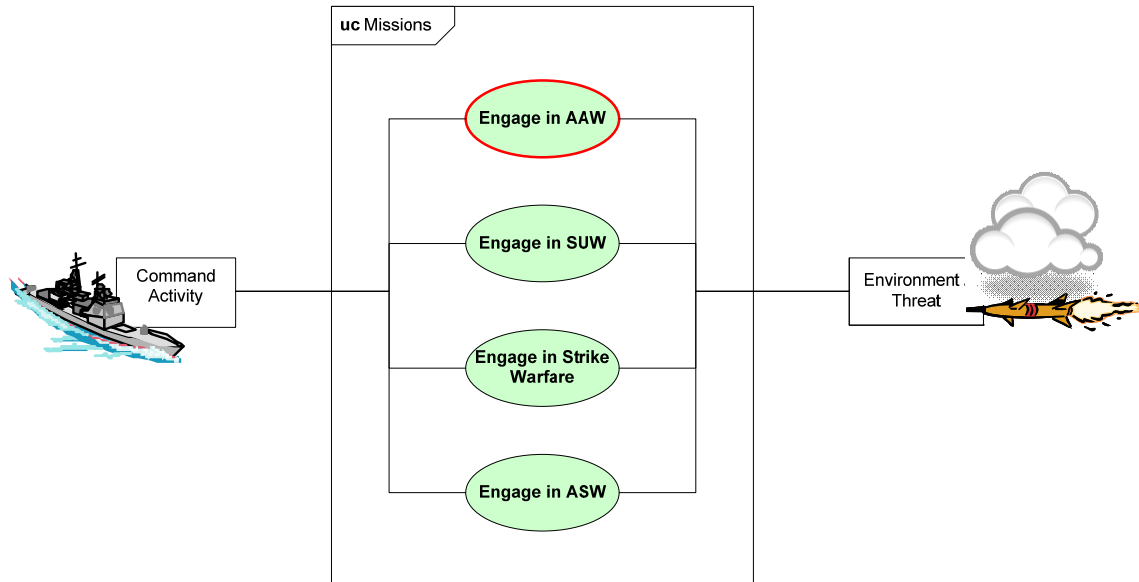 uc Missions
Engage in AAW
Engage in SUW
Command
Activity
Environment
Threat
Engage in Strike
Warfare
Engage in ASW